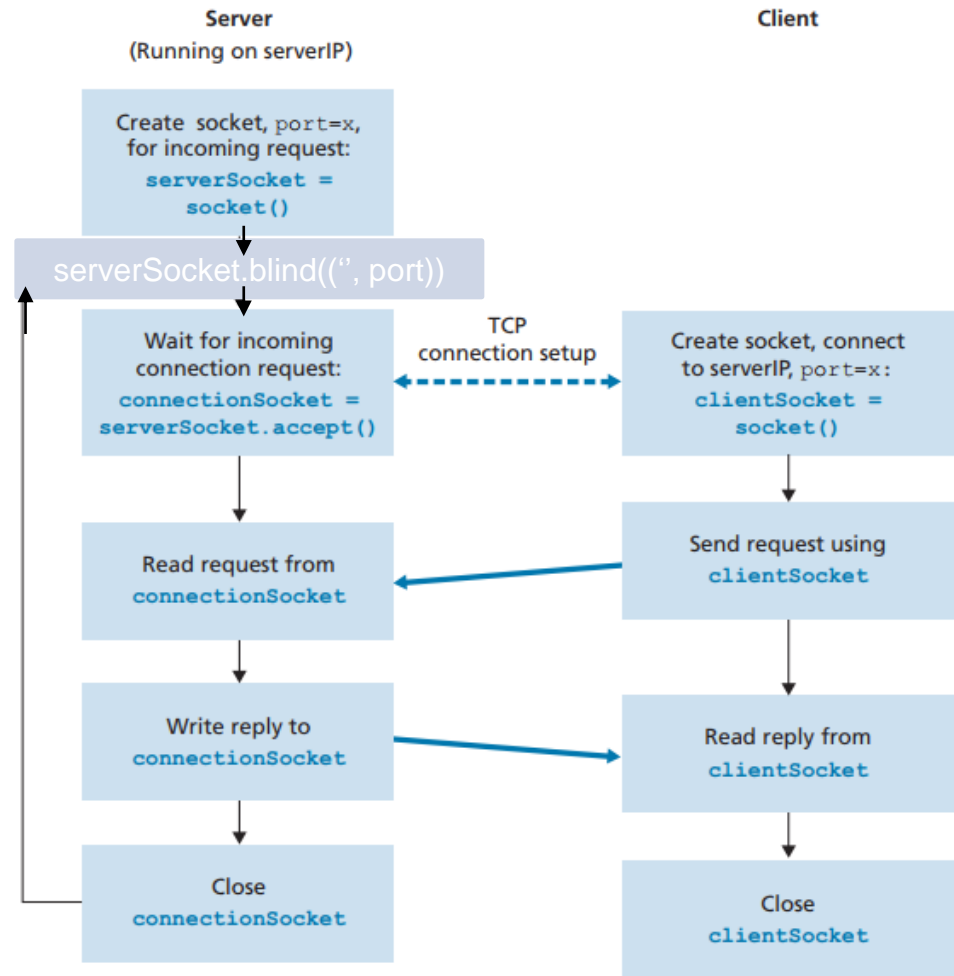 Server
(Running on serverIP)
Client
Create socket, port=x,
for incoming request:
serverSocket =
socket()
serverSocket.blind((‘’, port))
Wait for incoming
connection request:
connectionSocket =
serverSocket.accept()
TCP
connection setup
Create socket, connect
to serverIP, port=x:
clientSocket =
socket()
Read request from
connectionSocket
Send request using
clientSocket
Write reply to
connectionSocket
Read reply from
clientSocket
Close
connectionSocket
Close
clientSocket